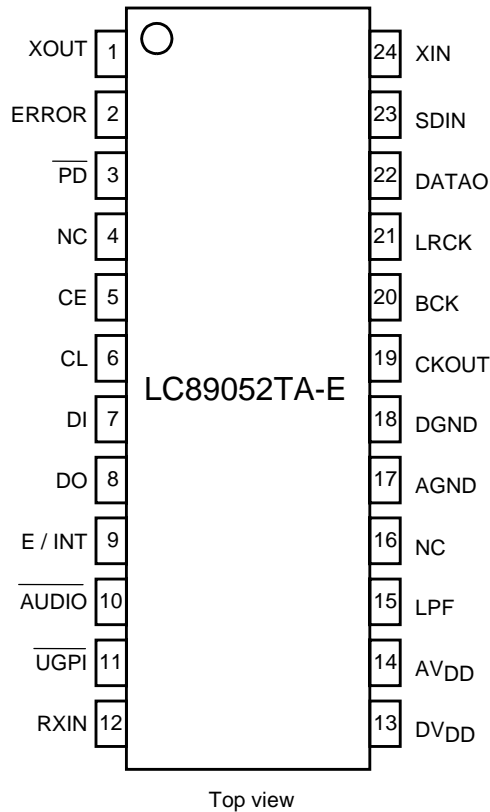 XOUT 1 24 XIN
ERROR 2 23 SDIN
PD 3 22 DATAO
NC 4 21 LRCK
CE 5 20 BCK
CL 6 19 CKOUT
LC89052TA-E
DI 7 18 DGND
DO 8 17 AGND
E / INT 9 16 NC
AUDIO 10 15 LPF
UGPI 11 14 AVDD
RXIN 12 13 DVDD
Top view